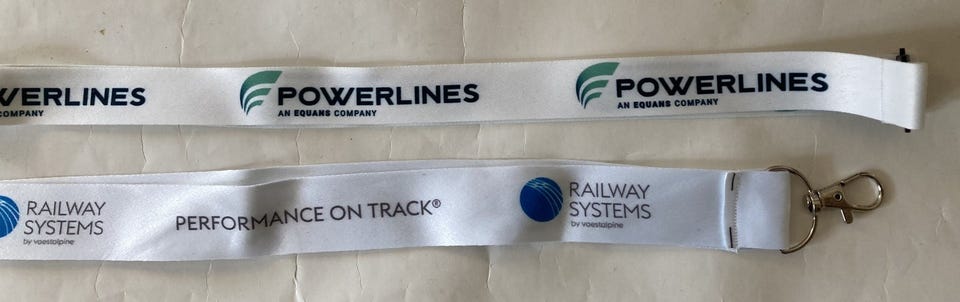 POWERLINES
AN EQUANS COMPANY
POWERLINES
AN EQUANS COMPANY
WERLINES
COMPANY
RAILWAY
SYSTEMS
by voestalpine
PERFORMANCE ON TRACK®
RAILWAY
SYSTEMS
by voestalpine